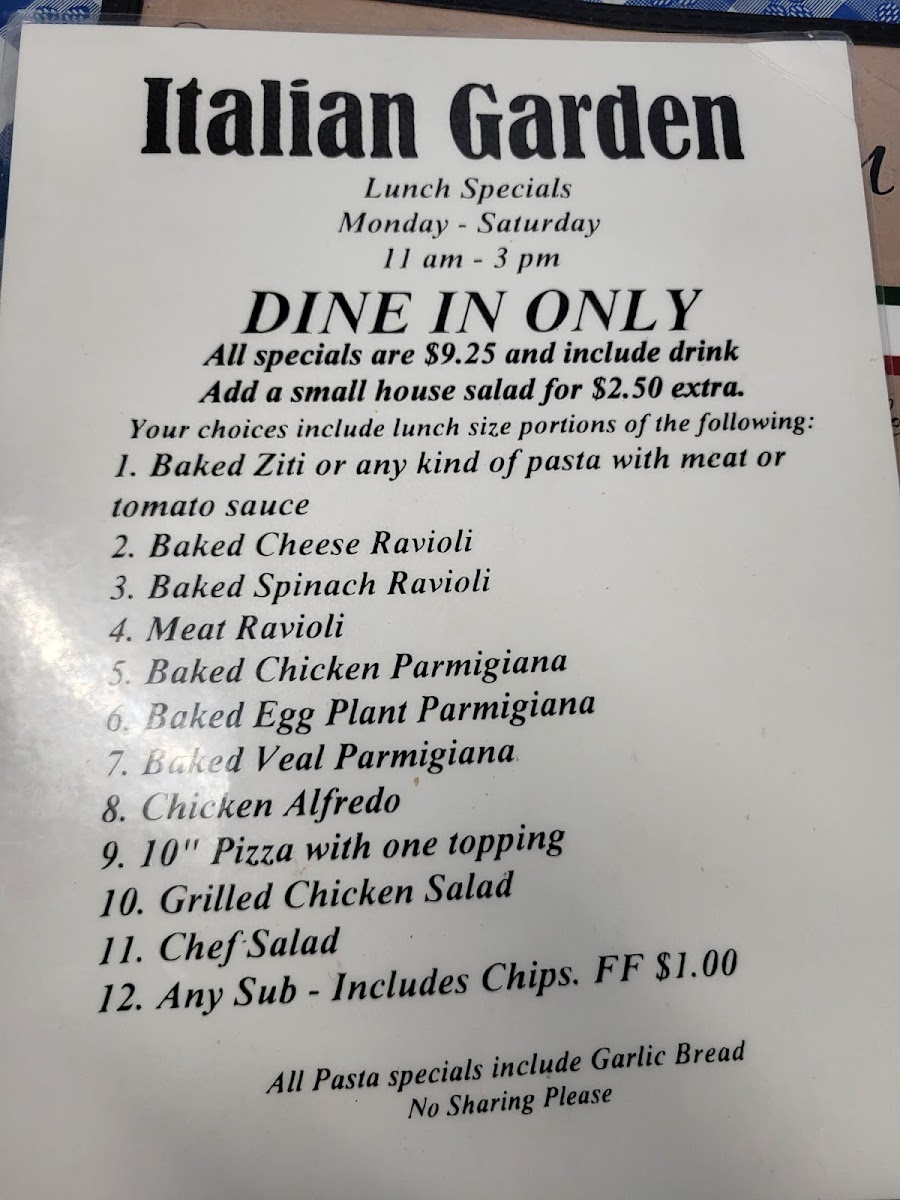 Italian Garden
Lunch Specials
Monday - Saturday
11 am - 3 pm
DINE IN ONLY
All specials are $9.25 and include drink
Add a small house salad for $2.50 extra.
Your choices include lunch size portions of the following:
1. Baked Ziti or any kind of pasta with meat or
tomato sauce
2. Baked Cheese Ravioli
3. Baked Spinach Ravioli
4. Meat Ravioli
5. Baked Chicken Parmigiana
6. Baked Egg Plant Parmigiana
7. Baked Veal Parmigiana
8. Chicken Alfredo
9. 10" Pizza with one topping
10. Grilled Chicken Salad
11. Chef Salad
12. Any Sub - Includes Chips. FF $1.00
All Pasta specials include Garlic Bread
No Sharing Please